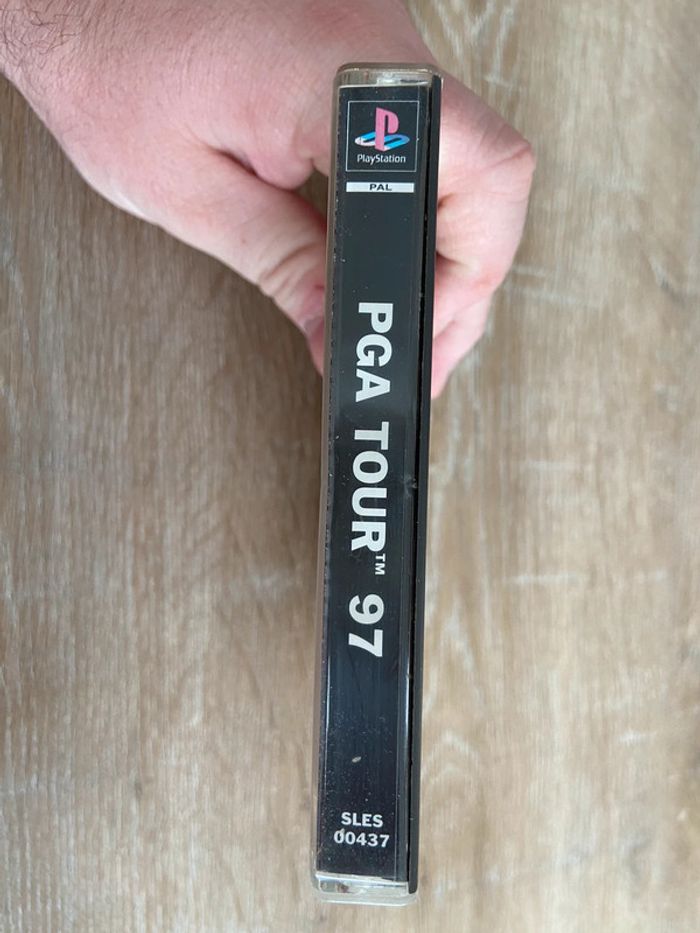 PlayStation
PAL
PGA TOUR™ 97
SLES
00437